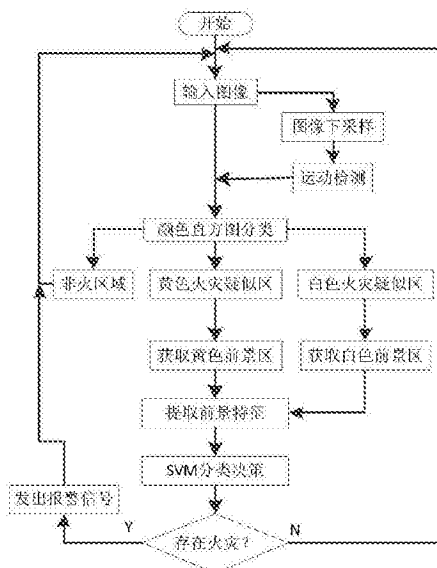 开始
输入图像
图像下采样
运动检测
颜色直方图分类
非火区域
黄色火灾疑似区
白色火灾疑似区
获取黄色前景区
获取白色前景区
提取前景特征
SVM分类决策
发出报警信号
Y
存在火灾?
N